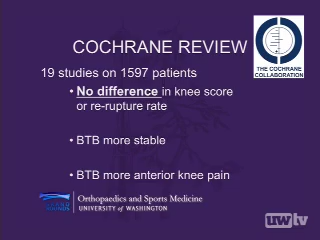 COCHRANE REVIEW
THE COCHRANE
COLLABORATION
19 studies on 1597 patients
• No difference in knee score
or re-rupture rate
• BTB more stable
• BTB more anterior knee pain
Orthopaedics and Sports Medicine
UNIVERSITY of WASHINGTON
uwtv